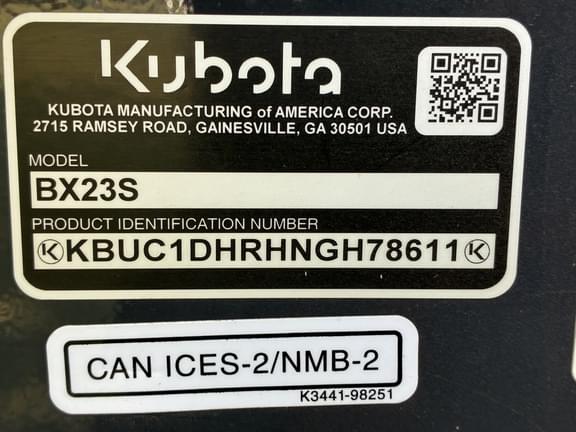 Kubota
KUBOTA MANUFACTURING of AMERICA CORP.
2715 RAMSEY ROAD, GAINESVILLE, GA 30501 USA
MODEL
BX23S
PRODUCT IDENTIFICATION NUMBER
KBUC1DHRHNGH78611
CAN ICES-2/NMB-2
K3441-98251